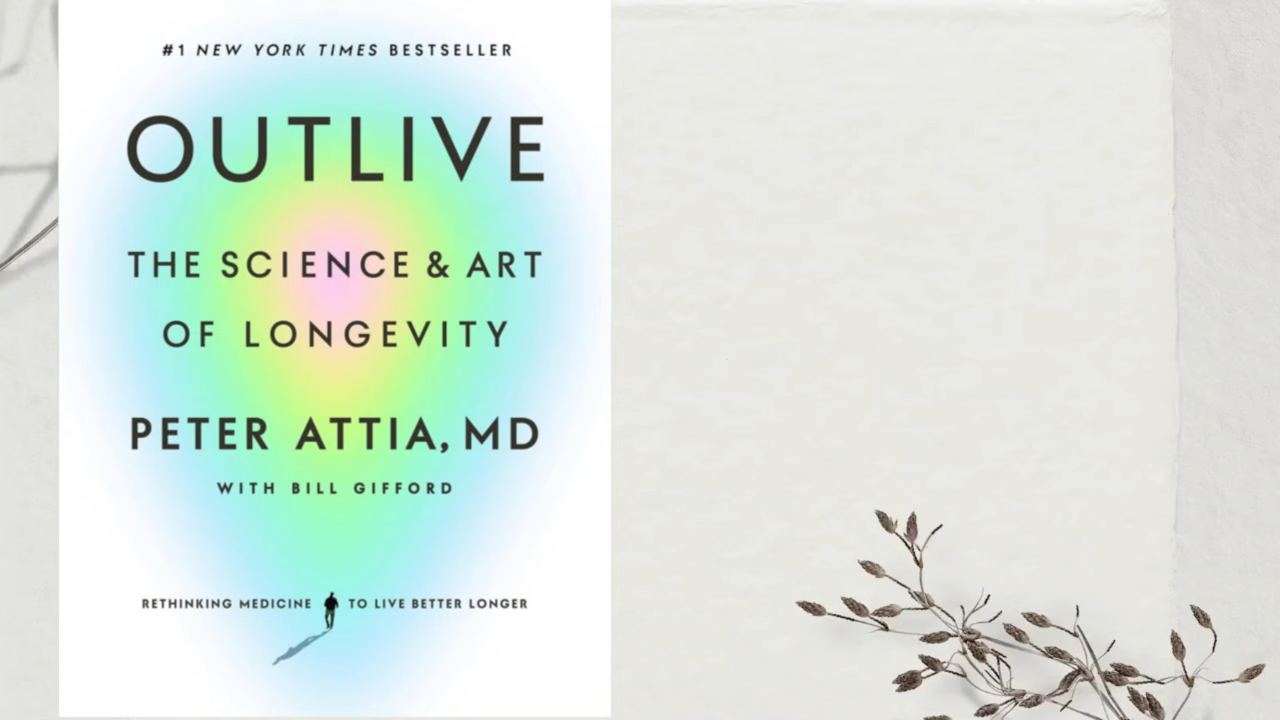 #1 NEW YORK TIMES BESTSELLER
OUTLIVE
THE SCIENCE & ART
OF LONGEVITY
PETER ATTIA, MD
WITH BILL GIFFORD
RETHINKING MEDICINE TO LIVE BETTER LONGER